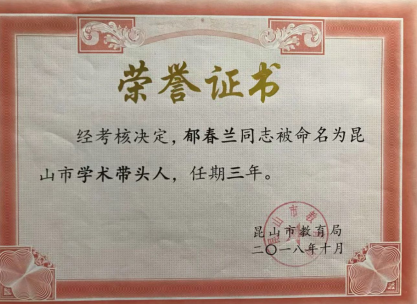 荣誉证书
经考核决定，郁春兰同志被命名为昆
山市学术带头人，任期三年。
昆山市教育局
二〇一八年十月